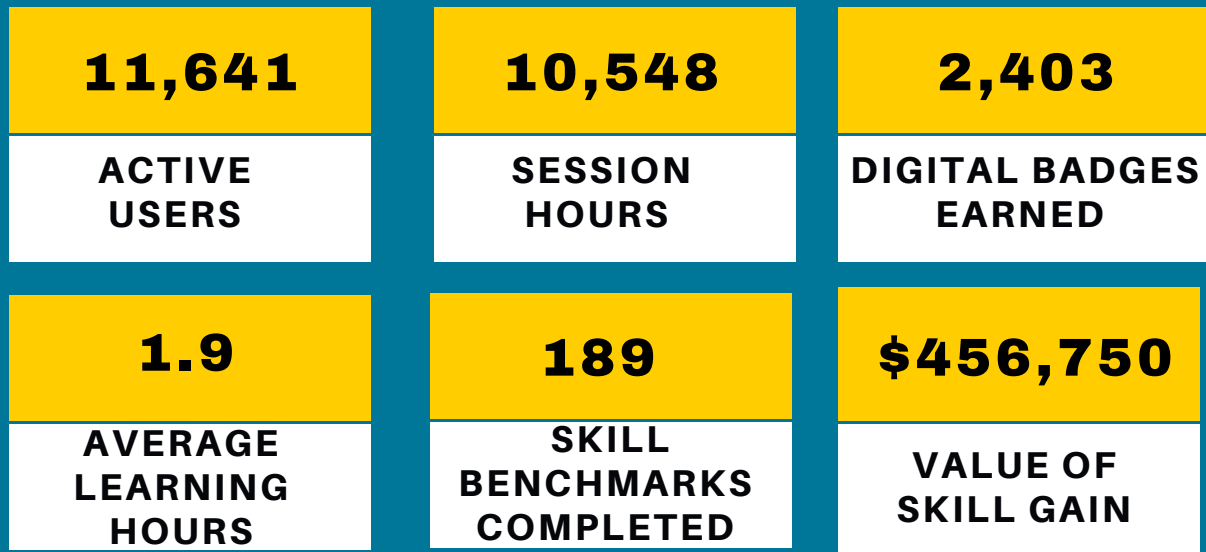 11,641
ACTIVE
USERS
10,548
SESSION
HOURS
2,403
DIGITAL BADGES
EARNED
1.9
AVERAGE
LEARNING
HOURS
189
SKILL
BENCHMARKS
COMPLETED
$456,750
VALUE OF
SKILL GAIN